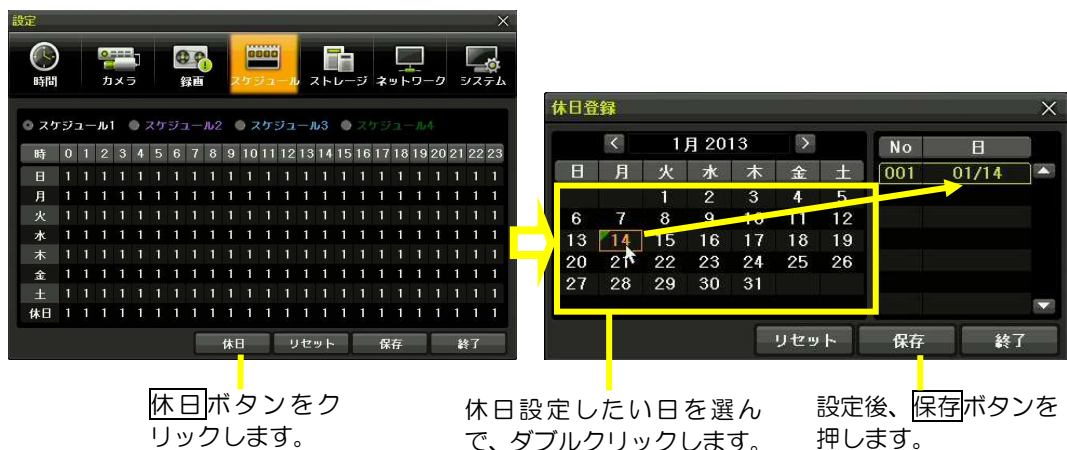 設定
時間 カメラ 録画 スケジュール ストレージ ネットワーク システム
スケジュール1 スケジュール2 スケジュール3 スケジュール4
時 0 1 2 3 4 5 6 7 8 9 10 11 12 13 14 15 16 17 18 19 20 21 22 23
日 1 1 1 1 1 1 1 1 1 1 1 1 1 1 1 1 1 1 1 1 1 1 1 1
月 1 1 1 1 1 1 1 1 1 1 1 1 1 1 1 1 1 1 1 1 1 1 1 1
火 1 1 1 1 1 1 1 1 1 1 1 1 1 1 1 1 1 1 1 1 1 1 1 1
水 1 1 1 1 1 1 1 1 1 1 1 1 1 1 1 1 1 1 1 1 1 1 1 1
木 1 1 1 1 1 1 1 1 1 1 1 1 1 1 1 1 1 1 1 1 1 1 1 1
金 1 1 1 1 1 1 1 1 1 1 1 1 1 1 1 1 1 1 1 1 1 1 1 1
土 1 1 1 1 1 1 1 1 1 1 1 1 1 1 1 1 1 1 1 1 1 1 1 1
休日 1 1 1 1 1 1 1 1 1 1 1 1 1 1 1 1 1 1 1 1 1 1 1 1
休日 リセット 保存 終了
休日登録
1月 2013
日 月 火 水 木 金 土
1 2 3 4 5
6 7 8 9 10 11 12
13 14 15 16 17 18 19
20 21 22 23 24 25 26
27 28 29 30 31
No 日
001 01/14
リセット 保存 終了
休日ボタンをク
リックします。
休日設定したい日を選ん
で、ダブルクリックします。
設定後、保存ボタンを
押します。